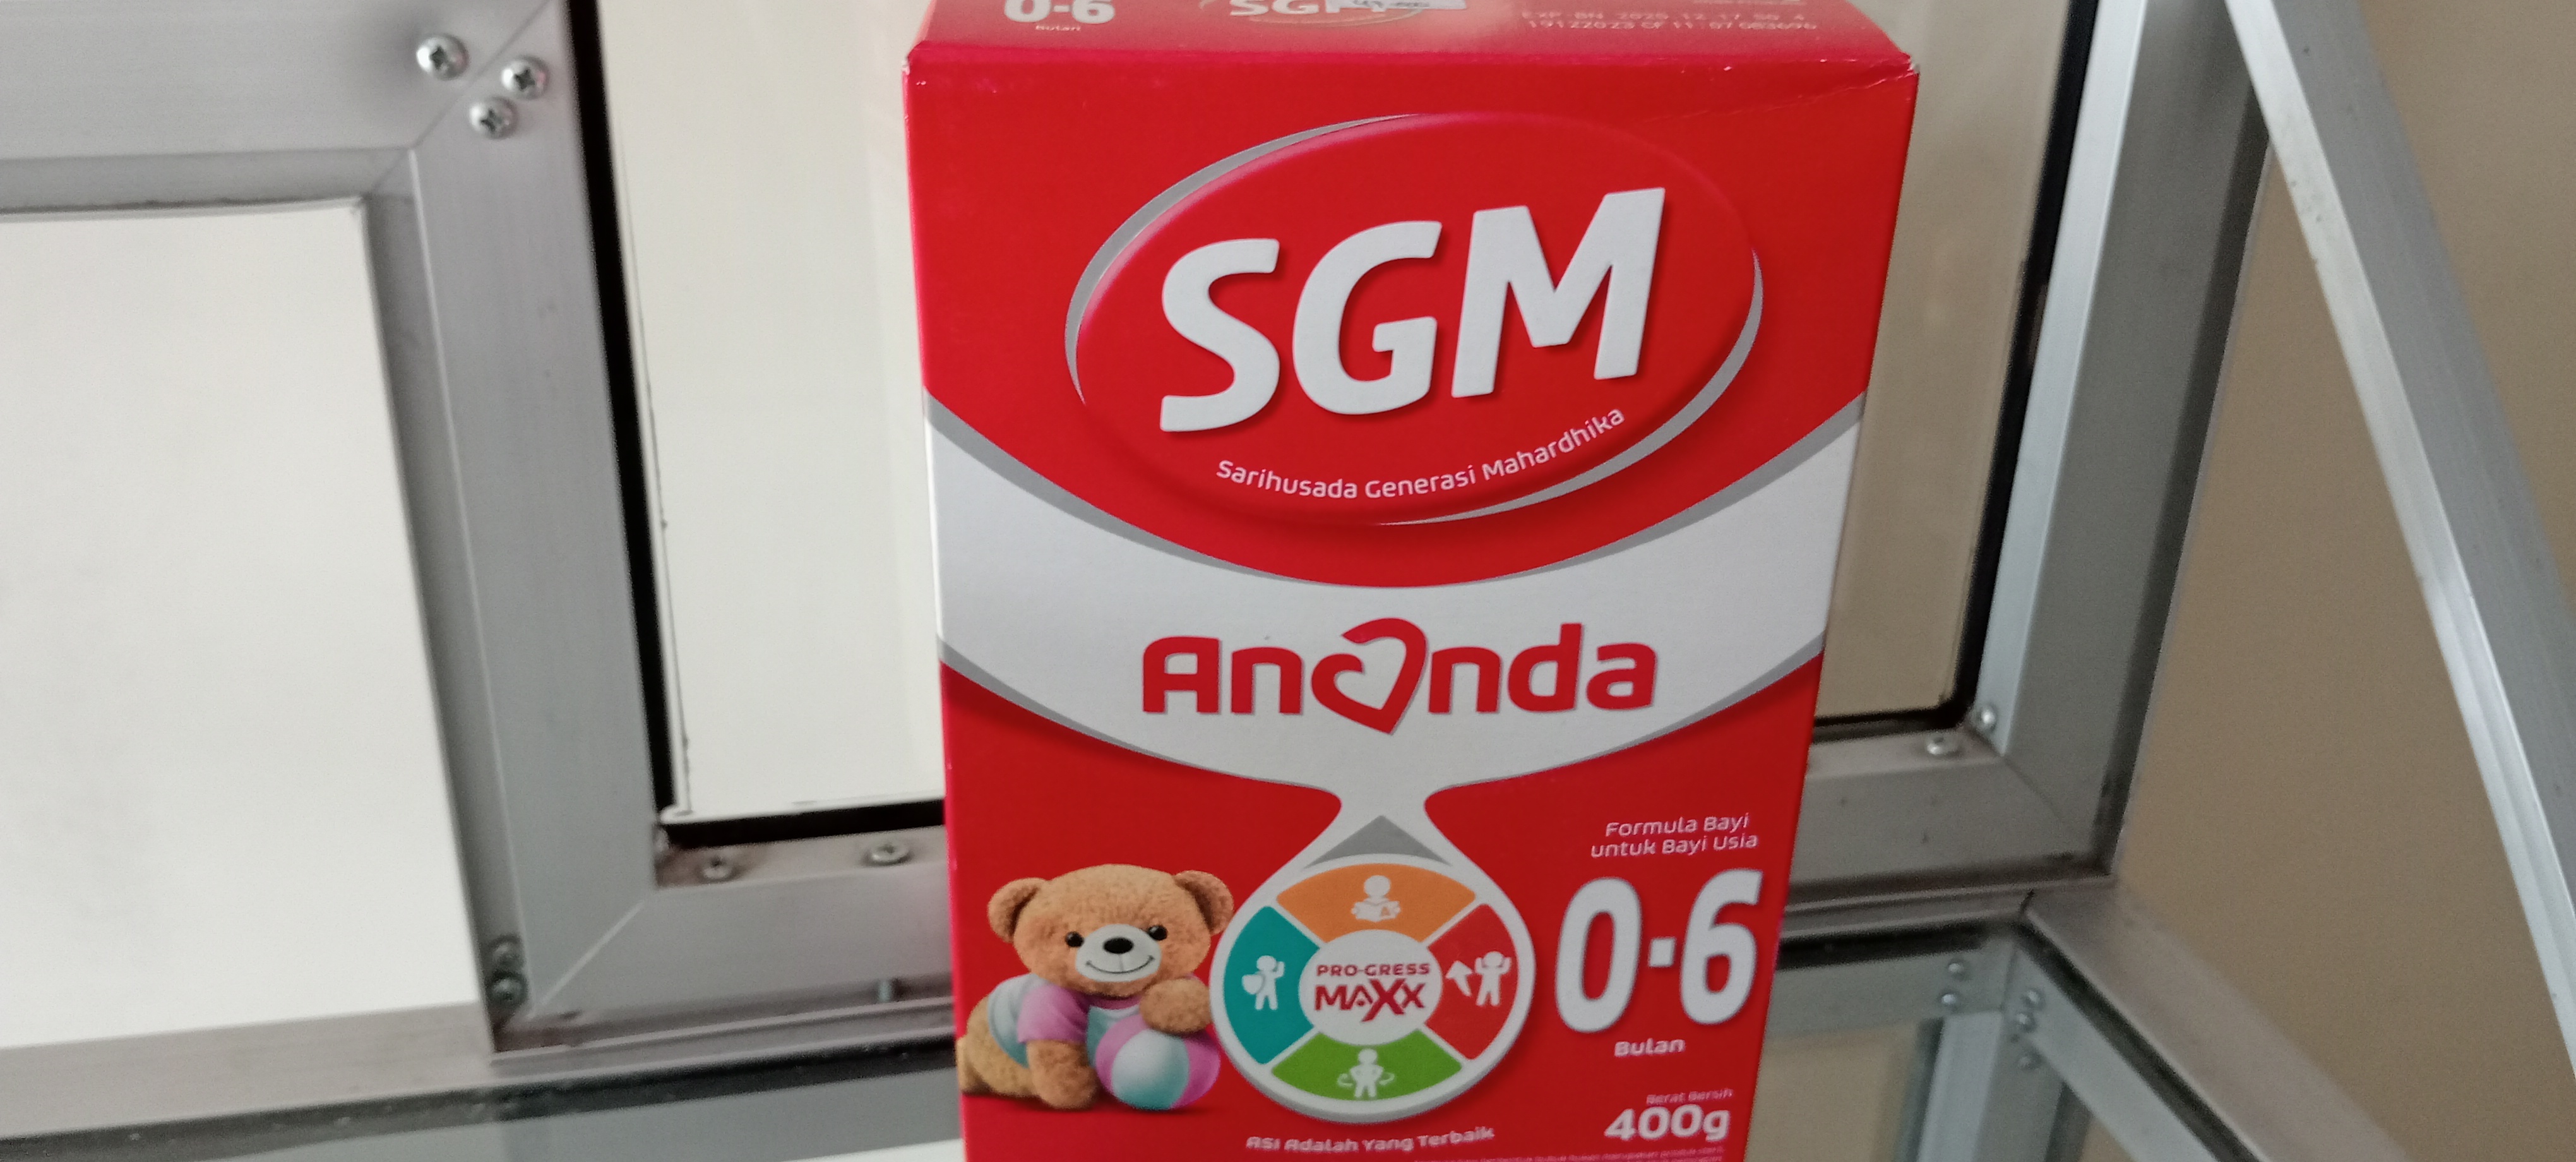 0-6
Bulan
SGM
SGM
Sarihusada Generasi Mahardhika
Ananda
Formula Bayi
untuk Bayi Usia
0-6
Bulan
PRO-GRESS
MAXX
Berat Bersih
400g
ASI Adalah Yang Terbaik